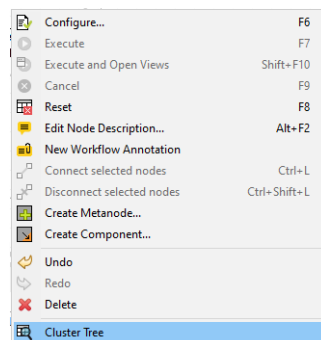 Configure... F6
Execute F7
Execute and Open Views Shift+F10
Cancel F9
Reset F8
Edit Node Description... Alt+F2
New Workflow Annotation
Connect selected nodes Ctrl+L
Disconnect selected nodes Ctrl+Shift+L
Create Metanode...
Create Component...
Undo
Redo
Delete
Cluster Tree